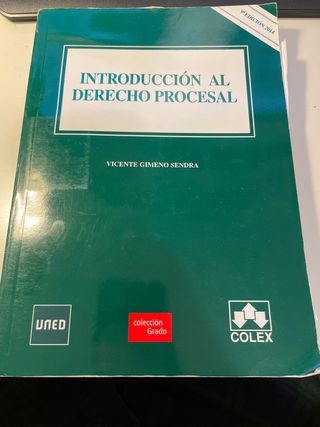 9ª EDICIÓN 2014
INTRODUCCIÓN AL
DERECHO PROCESAL
VICENTE GIMENO SENDRA
UNED
colección
Grado
COLEX